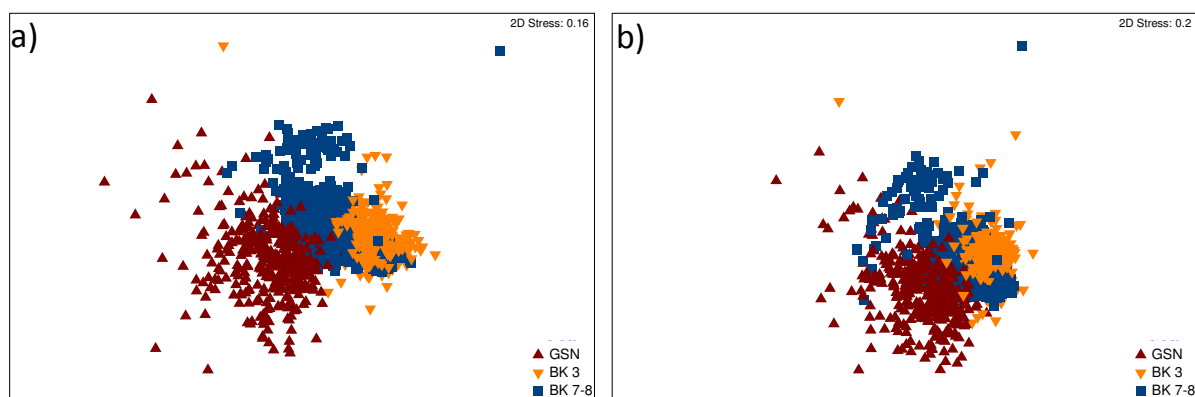 a)
2D Stress: 0.16
GSN
BK 3
BK 7-8
b)
2D Stress: 0.2
GSN
BK 3
BK 7-8